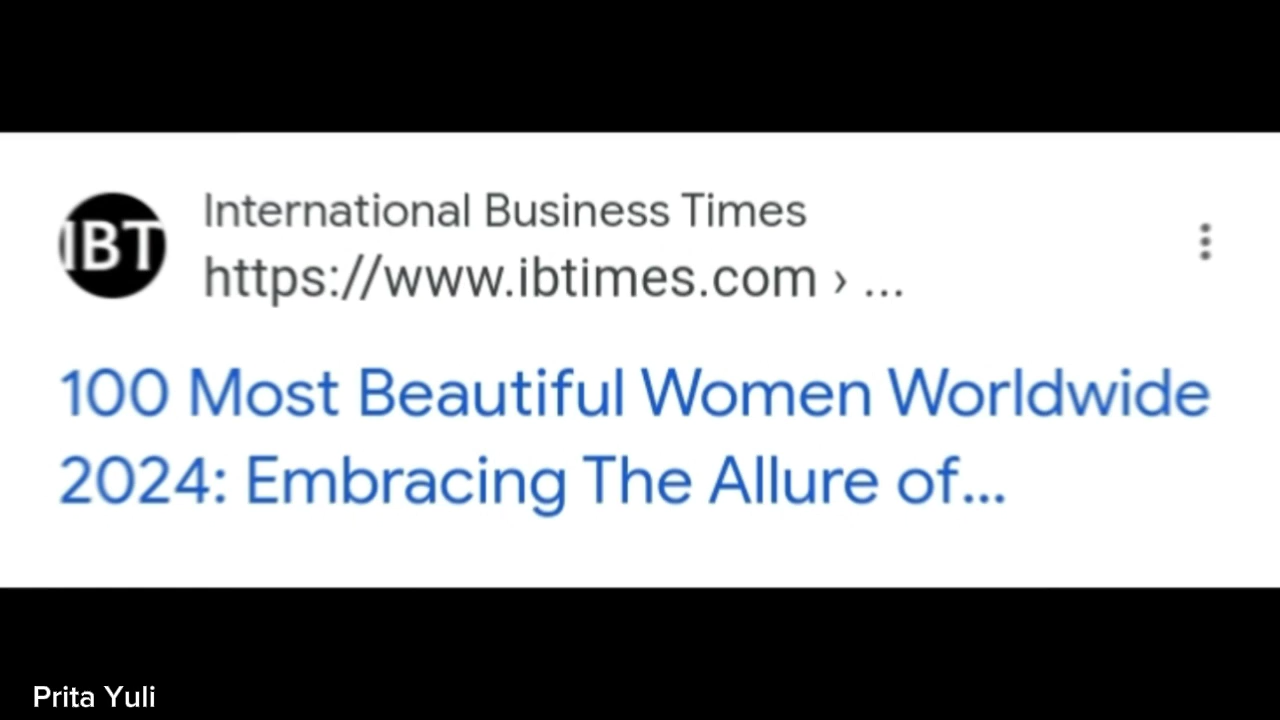 IBT
International Business Times
https://www.ibtimes.com › ...
100 Most Beautiful Women Worldwide
2024: Embracing The Allure of...
Prita Yuli